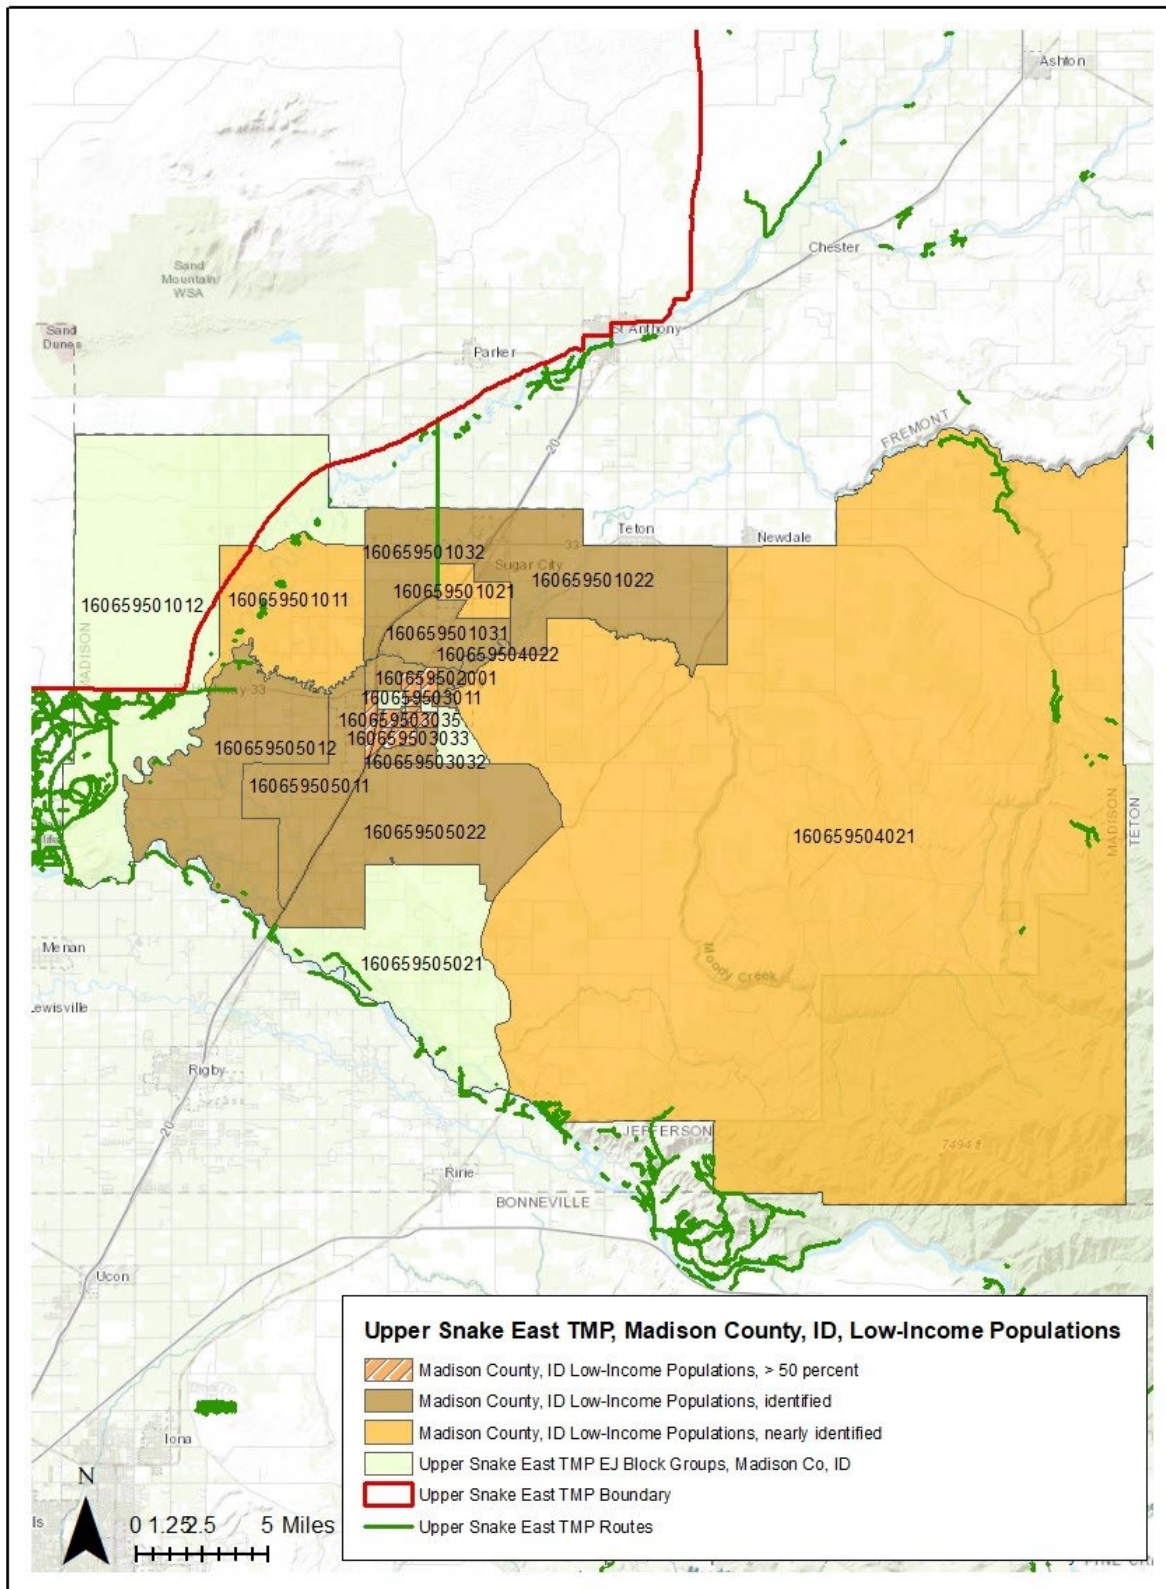 Ashton
Chester
Sand
Mountain
WSA
Sand
Dunes
St Anthony
Parker
FREMONT
20
Teton
Newdale
33
160659501032
Sugar City
160659501022
160659501021
160659501012
160659501011
160659501031
160659504022
MADISON
160659502001
33
160659503011
160659503035
160659503033
160659505012
160659503032
160659505011
160659505022
160659504021
MADISON
TETON
Menan
160659505021
Moody Creek
Lewisville
Rigby
20
JEFFERSON
7494 ft
Ririe
BONNEVILLE
Ucon
Iona
Upper Snake East TMP, Madison County, ID, Low-Income Populations
Madison County, ID Low-Income Populations, > 50 percent
Madison County, ID Low-Income Populations, identified
Madison County, ID Low-Income Populations, nearly identified
Upper Snake East TMP EJ Block Groups, Madison Co, ID
Upper Snake East TMP Boundary
Upper Snake East TMP Routes
N
0 1.25 2.5 5 Miles